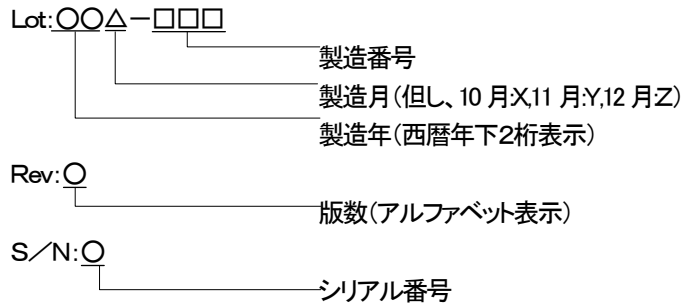 Lot:○○△－□□□
製造番号
製造月(但し、10月:X,11月:Y,12月:Z)
製造年(西暦年下2桁表示)
Rev:○
版数(アルファベット表示)
S／N:○
シリアル番号